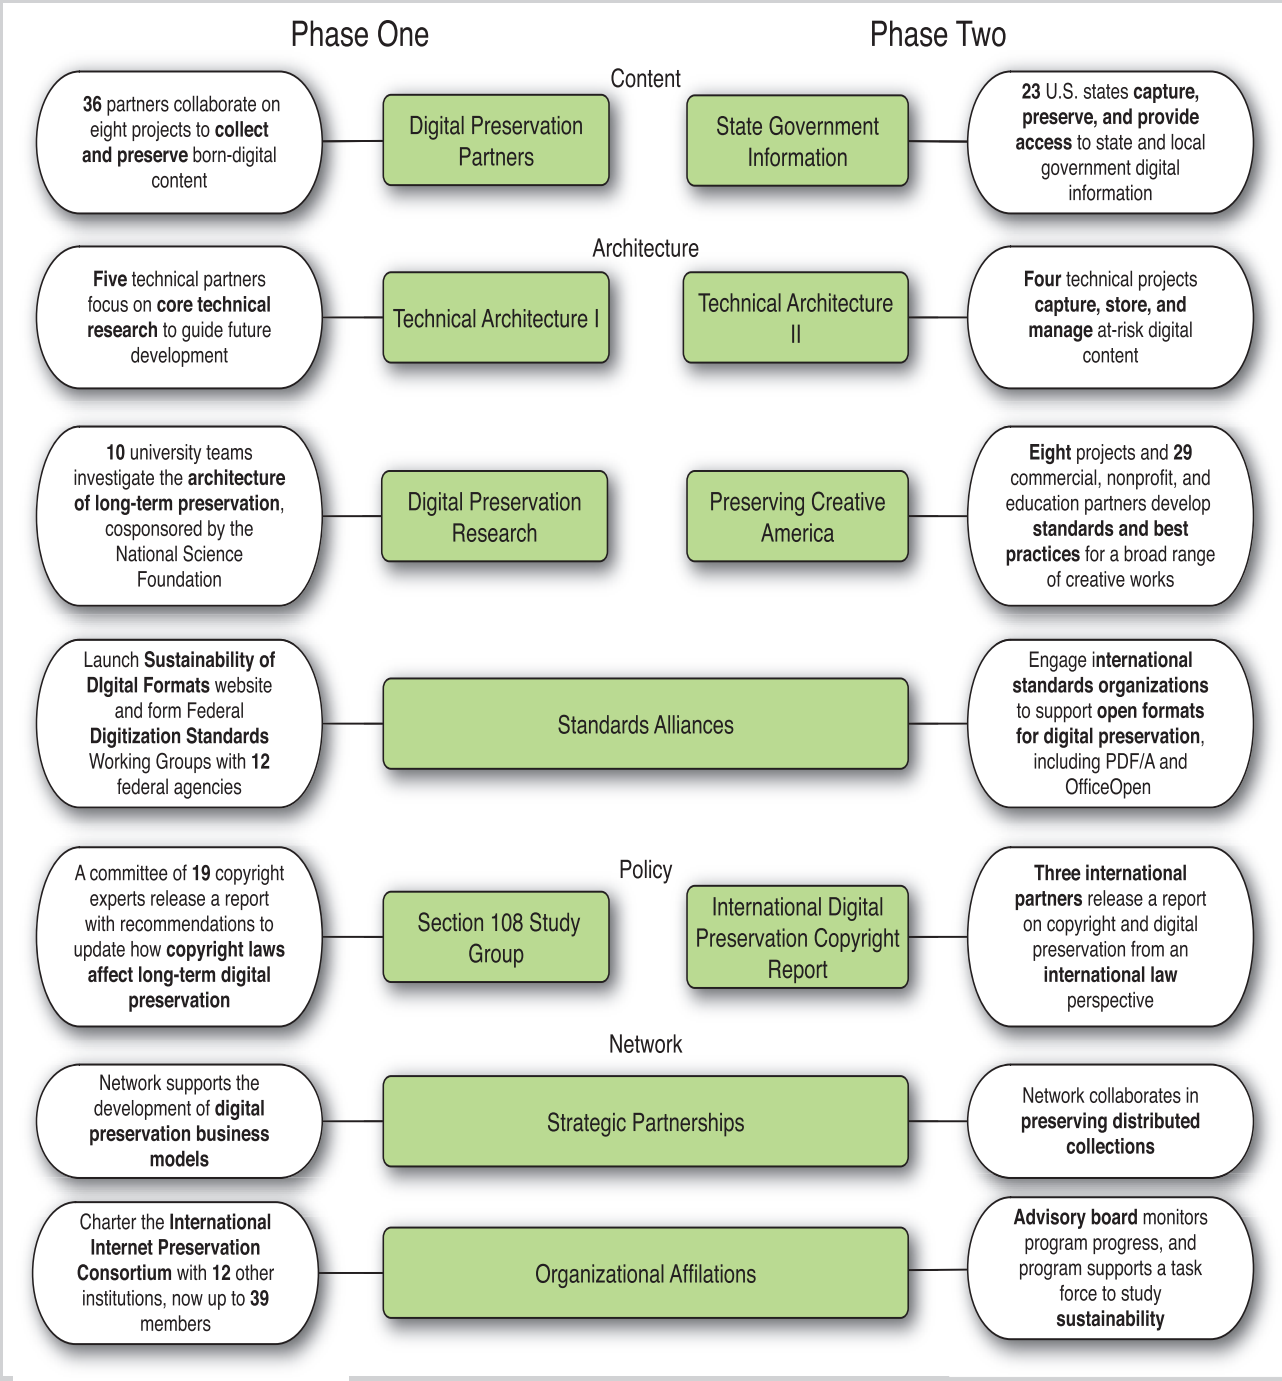 Phase One
Phase Two
Content
36 partners collaborate on
eight projects to collect
and preserve born-digital
content
Digital Preservation
Partners
State Government
Information
23 U.S. states capture,
preserve, and provide
access to state and local
government digital
information
Architecture
Five technical partners
focus on core technical
research to guide future
development
Technical Architecture I
Technical Architecture
II
Four technical projects
capture, store, and
manage at-risk digital
content
10 university teams
investigate the architecture
of long-term preservation,
cosponsored by the
National Science
Foundation
Digital Preservation
Research
Preserving Creative
America
Eight projects and 29
commercial, nonprofit, and
education partners develop
standards and best
practices for a broad range
of creative works
Launch Sustainability of
DIgital Formats website
and form Federal
Digitization Standards
Working Groups with 12
federal agencies
Standards Alliances
Engage international
standards organizations
to support open formats
for digital preservation,
including PDF/A and
OfficeOpen
Policy
A committee of 19 copyright
experts release a report
with recommendations to
update how copyright laws
affect long-term digital
preservation
Section 108 Study
Group
International Digital
Preservation Copyright
Report
Three international
partners release a report
on copyright and digital
preservation from an
international law
perspective
Network
Network supports the
development of digital
preservation business
models
Strategic Partnerships
Network collaborates in
preserving distributed
collections
Charter the International
Internet Preservation
Consortium with 12 other
institutions, now up to 39
members
Organizational Affilations
Advisory board monitors
program progress, and
program supports a task
force to study
sustainability